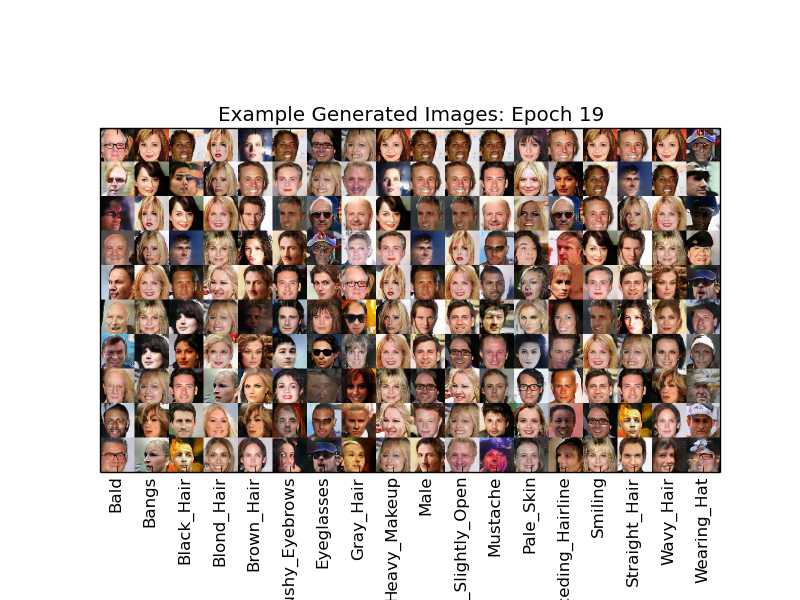 Example Generated Images: Epoch 19
Bald
Bangs
Black_Hair
Blond_Hair
Brown_Hair
ushy_Eyebrows
Eyeglasses
Gray_Hair
Heavy_Makeup
Male
_Slightly_Open
Mustache
Pale_Skin
ceding_Hairline
Smiling
Straight_Hair
Wavy_Hair
Wearing_Hat